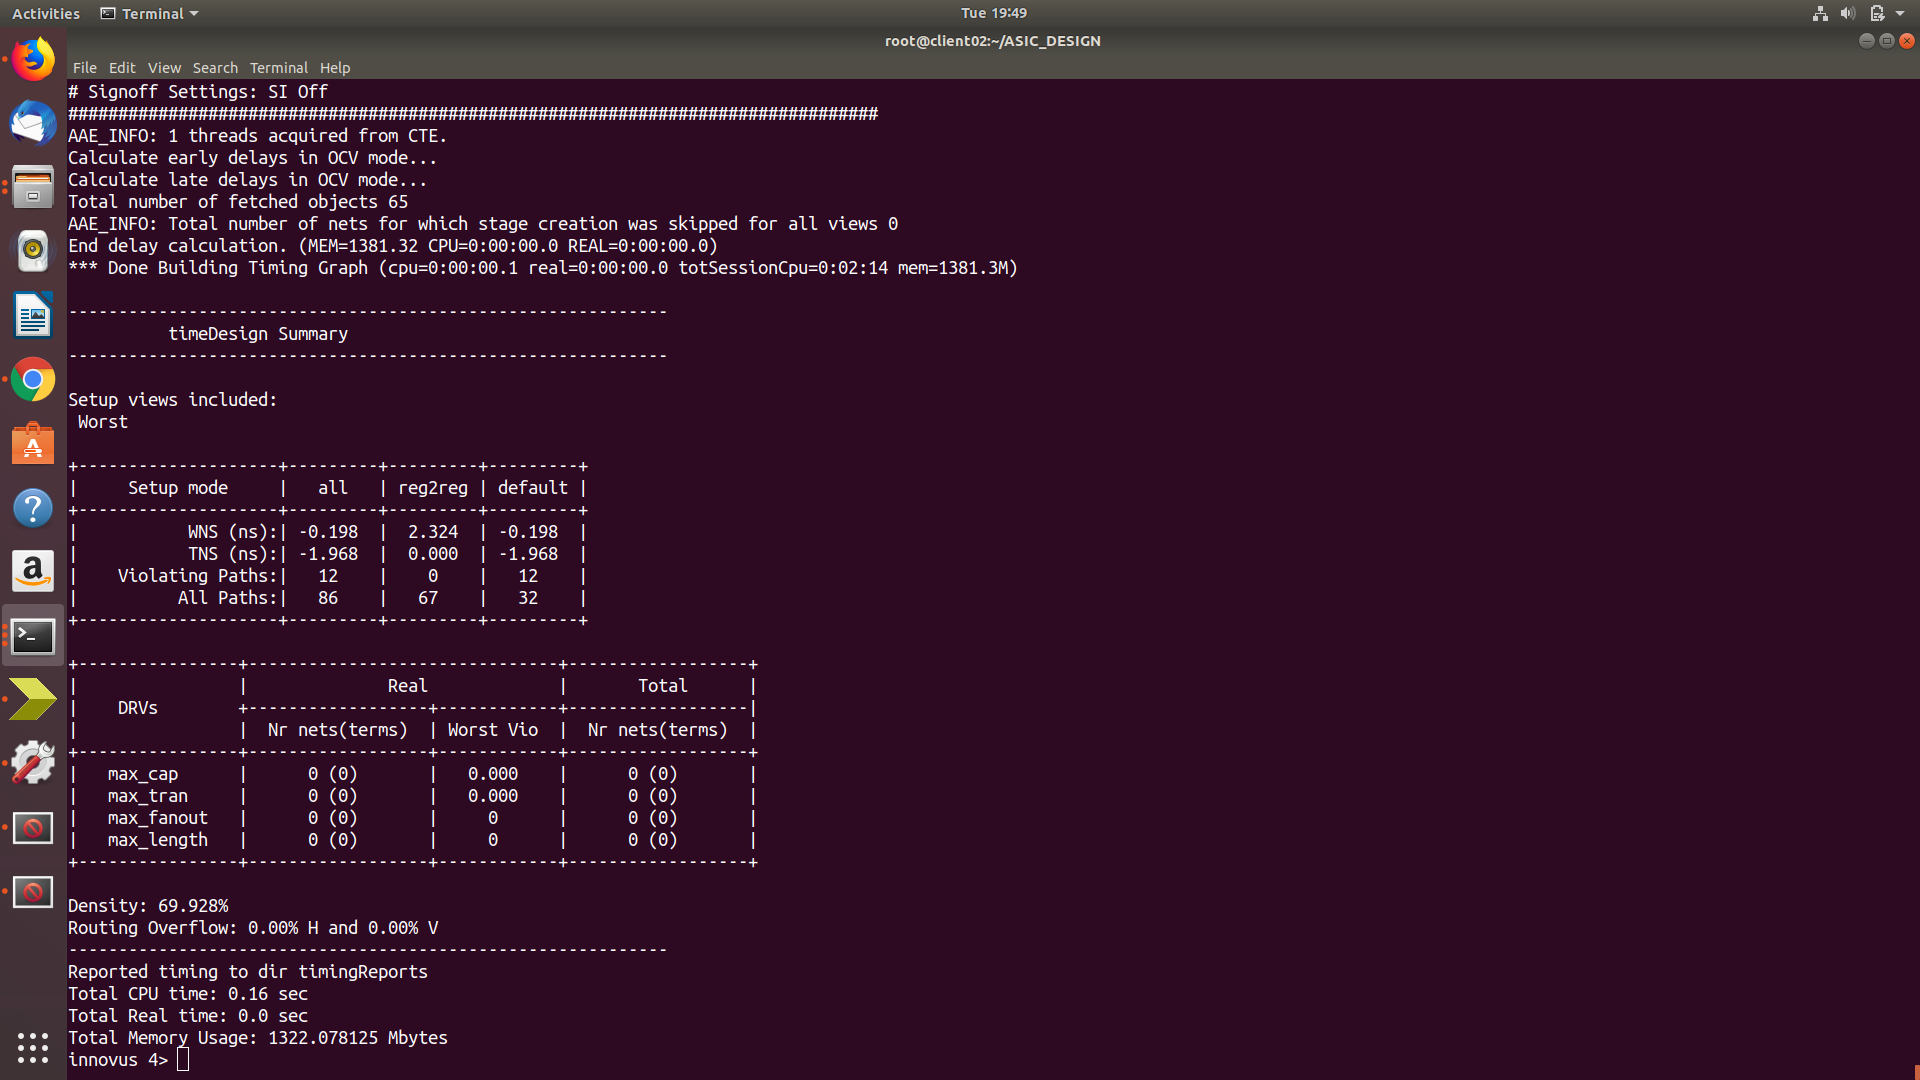 Activities Terminal Tue 19:49
root@client02:~/ASIC_DESIGN
File Edit View Search Terminal Help
# Signoff Settings: SI Off
#################################################################################
AAE_INFO: 1 threads acquired from CTE.
Calculate early delays in OCV mode...
Calculate late delays in OCV mode...
Total number of fetched objects 65
AAE_INFO: Total number of nets for which stage creation was skipped for all views 0
End delay calculation. (MEM=1381.32 CPU=0:00:00.0 REAL=0:00:00.0)
*** Done Building Timing Graph (cpu=0:00:00.1 real=0:00:00.0 totSessionCpu=0:02:14 mem=1381.3M)
------------------------------------------------------------
          timeDesign Summary
------------------------------------------------------------
Setup views included:
 Worst
+--------------------+---------+---------+---------+
|     Setup mode     |   all   | reg2reg | default |
+--------------------+---------+---------+---------+
|           WNS (ns):| -0.198  |  2.324  | -0.198  |
|           TNS (ns):| -1.968  |  0.000  | -1.968  |
|    Violating Paths:|   12    |    0    |   12    |
|          All Paths:|   86    |   67    |   32    |
+--------------------+---------+---------+---------+
+----------------+-------------------------------+------------------+
|                |              Real             |       Total      |
|    DRVs        +------------------+------------+------------------|
|                |  Nr nets(terms)  | Worst Vio  |  Nr nets(terms)  |
+----------------+------------------+------------+------------------+
|   max_cap      |      0 (0)       |   0.000    |      0 (0)       |
|   max_tran     |      0 (0)       |   0.000    |      0 (0)       |
|   max_fanout   |      0 (0)       |     0      |      0 (0)       |
|   max_length   |      0 (0)       |     0      |      0 (0)       |
+----------------+------------------+------------+------------------+
Density: 69.928%
Routing Overflow: 0.00% H and 0.00% V
------------------------------------------------------------
Reported timing to dir timingReports
Total CPU time: 0.16 sec
Total Real time: 0.0 sec
Total Memory Usage: 1322.078125 Mbytes
innovus 4>